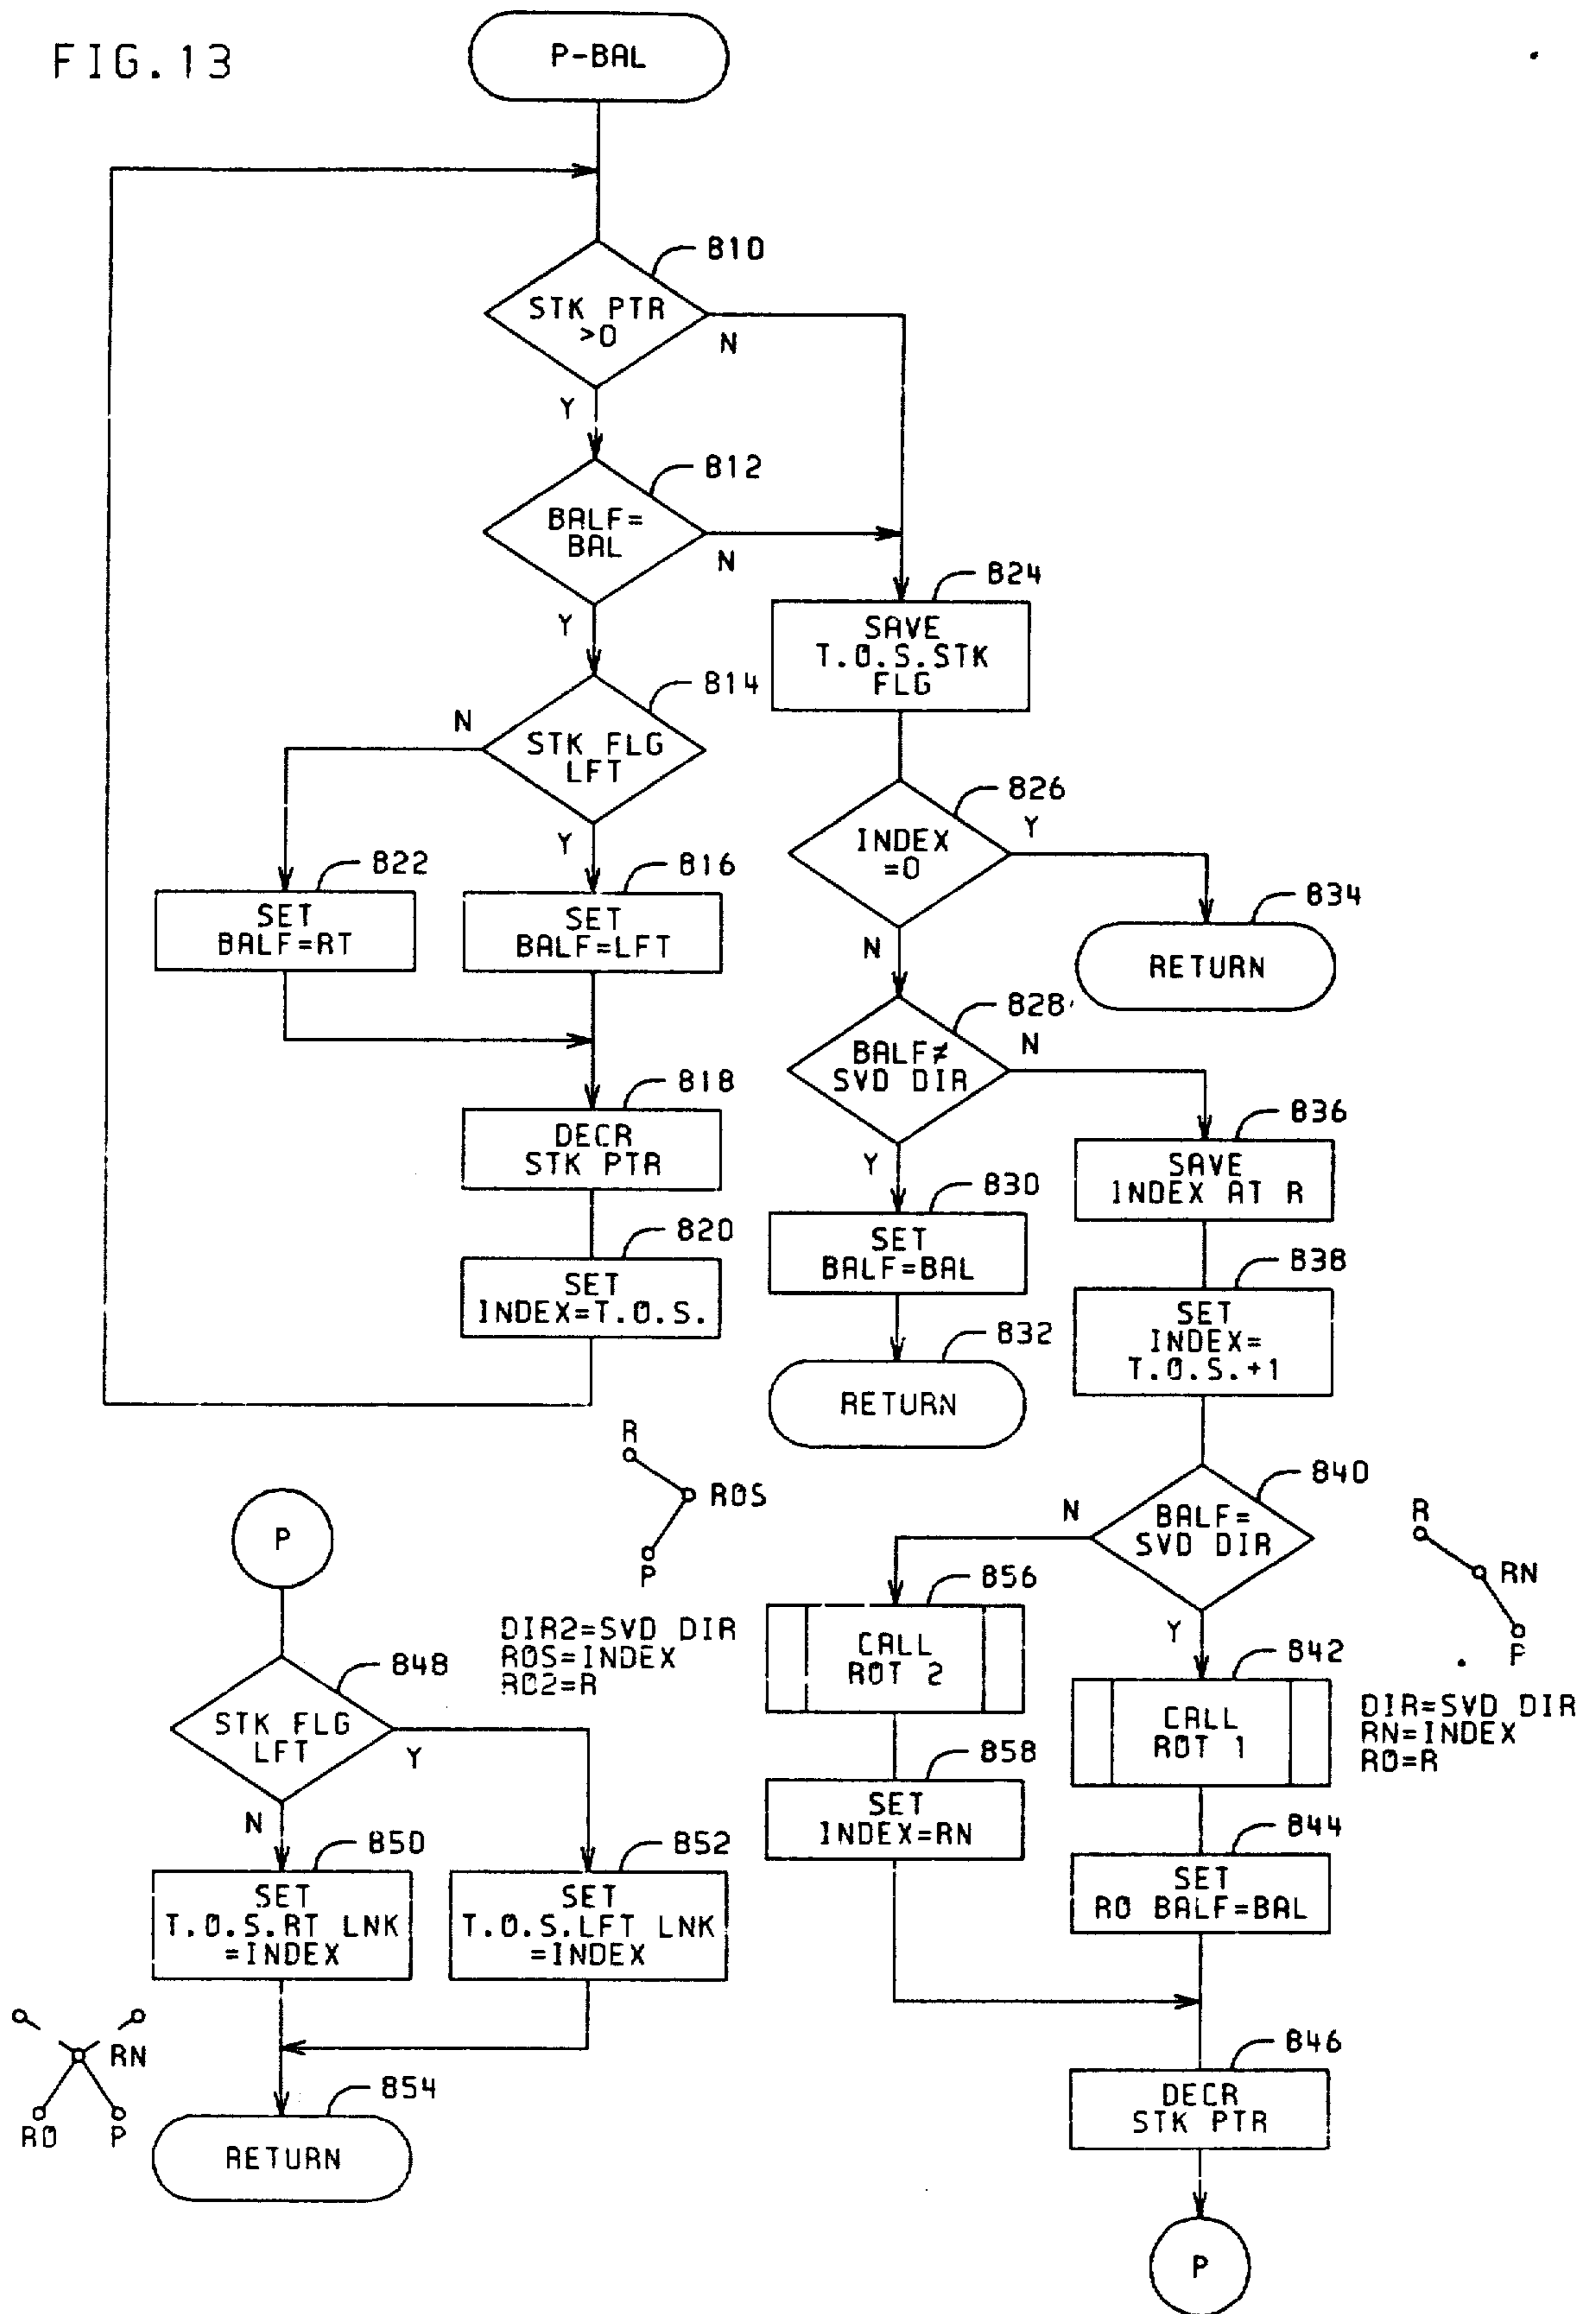 FIG.13
P-BAL
810
STK PTR
>0
N
Y
812
BALF=
BAL
N
Y
824
SAVE
T.O.S.STK
FLG
814
STK FLG
LFT
N
Y
826
INDEX
=0
Y
N
822
SET
BALF=RT
816
SET
BALF=LFT
834
RETURN
828
BALF≠
SVD DIR
N
Y
818
DECR
STK PTR
836
SAVE
INDEX AT R
830
SET
BALF=BAL
820
SET
INDEX=T.O.S.
838
SET
INDEX=
T.O.S.+1
832
RETURN
R
ROS
P
DIR2=SVD DIR
ROS=INDEX
RO2=R
840
BALF=
SVD DIR
N
Y
R
RN
P
DIR=SVD DIR
RN=INDEX
RO=R
P
848
STK FLG
LFT
Y
N
856
CALL
ROT 2
842
CALL
ROT 1
858
SET
INDEX=RN
844
SET
RO BALF=BAL
850
SET
T.O.S.RT LNK
=INDEX
852
SET
T.O.S.LFT LNK
=INDEX
RN
RO
P
854
RETURN
846
DECR
STK PTR
P